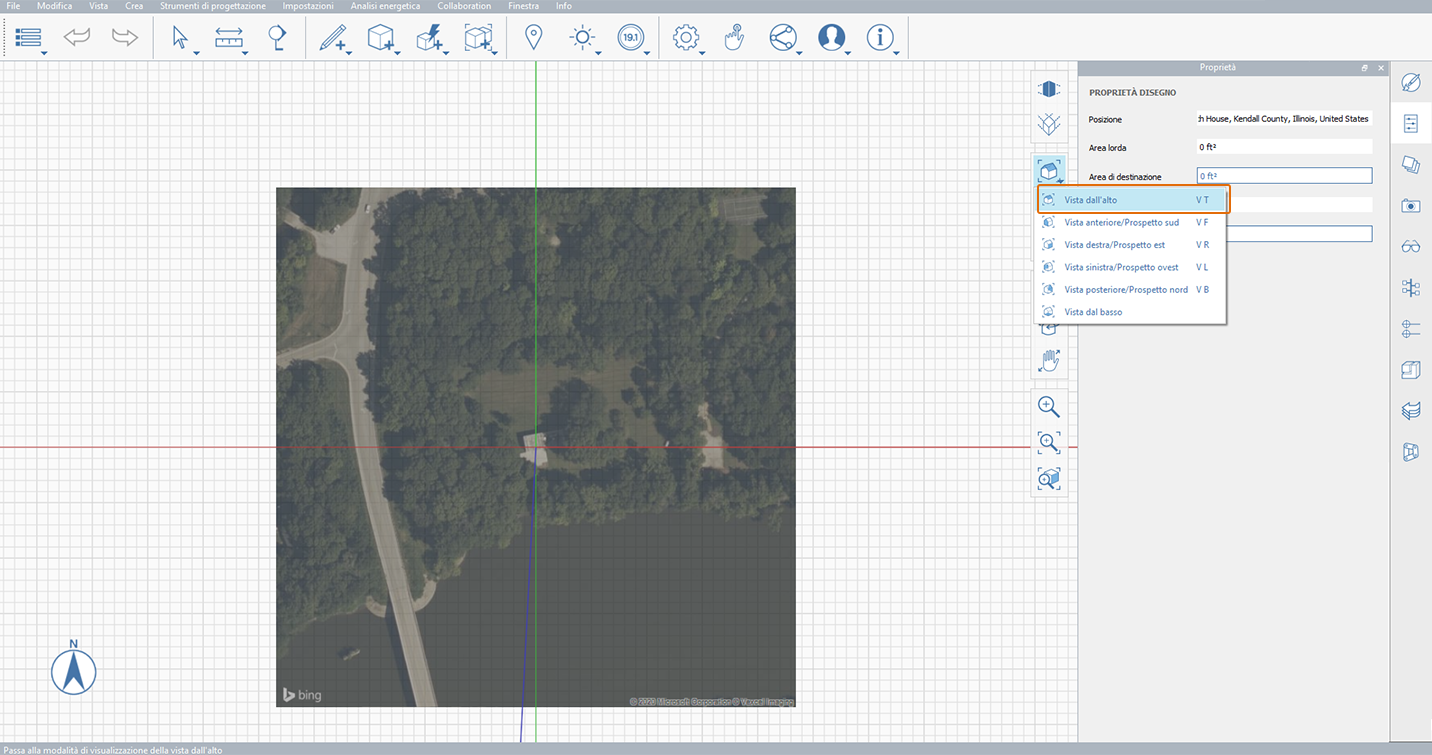 File Modifica Vista Crea Strumenti di progettazione Impostazioni Analisi energetica Collaboration Finestra Info
19.1
Proprietà
PROPRIETÀ DISEGNO
Posizione h House, Kendall County, Illinois, United States
Area lorda 0 ft²
Area di destinazione 0 ft²
Vista dall'alto V T
Vista anteriore/Prospetto sud V F
Vista destra/Prospetto est V R
Vista sinistra/Prospetto ovest V L
Vista posteriore/Prospetto nord V B
Vista dal basso
N
bing
© 2020 Microsoft Corporation © Vexcel Imaging
Passa alla modalità di visualizzazione della vista dall'alto